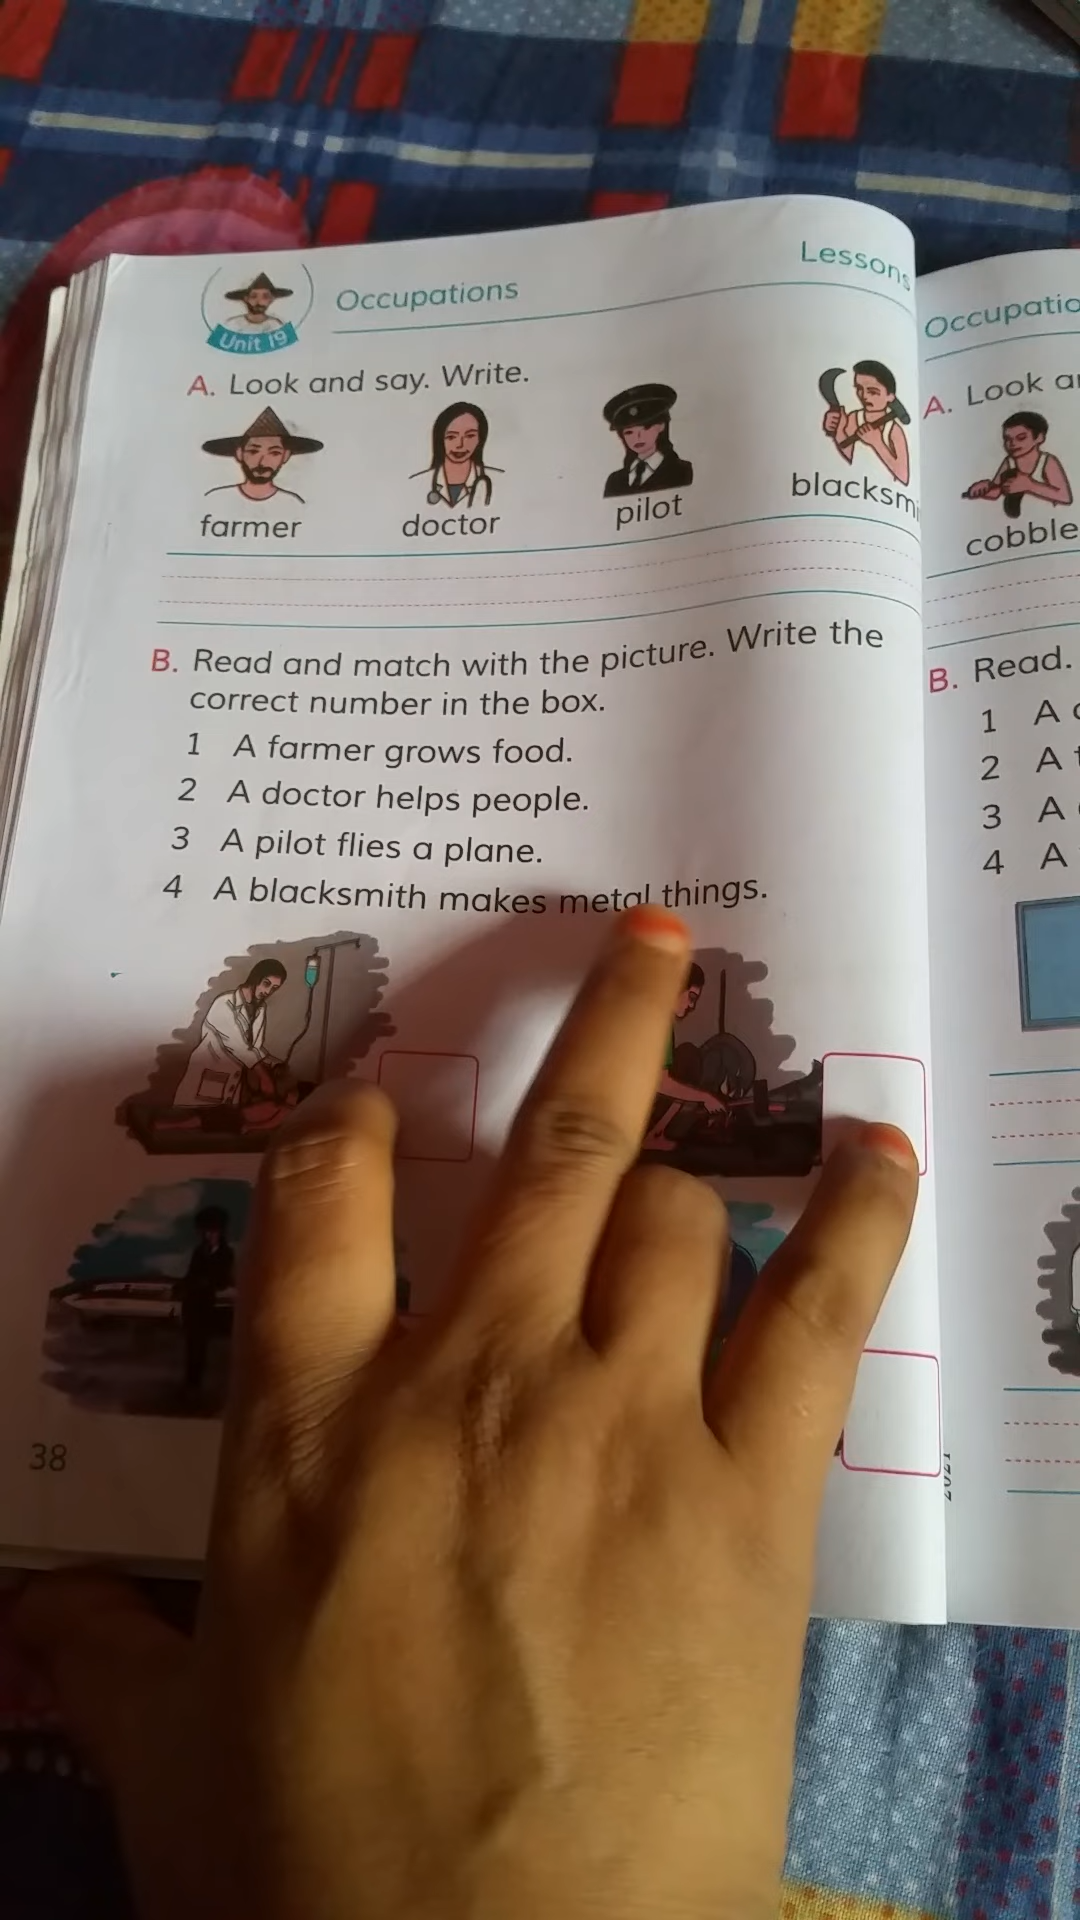 Unit 19
Occupations
Lessons
A. Look and say. Write.
farmer
doctor
pilot
B. Read and match with the picture. Write the
correct number in the box.
1 A farmer grows food.
2 A doctor helps people.
3 A pilot flies a plane.
4 A blacksmith makes metal things.
38
A. Look
B. Read.
1 A
2 A
3 A
4 A